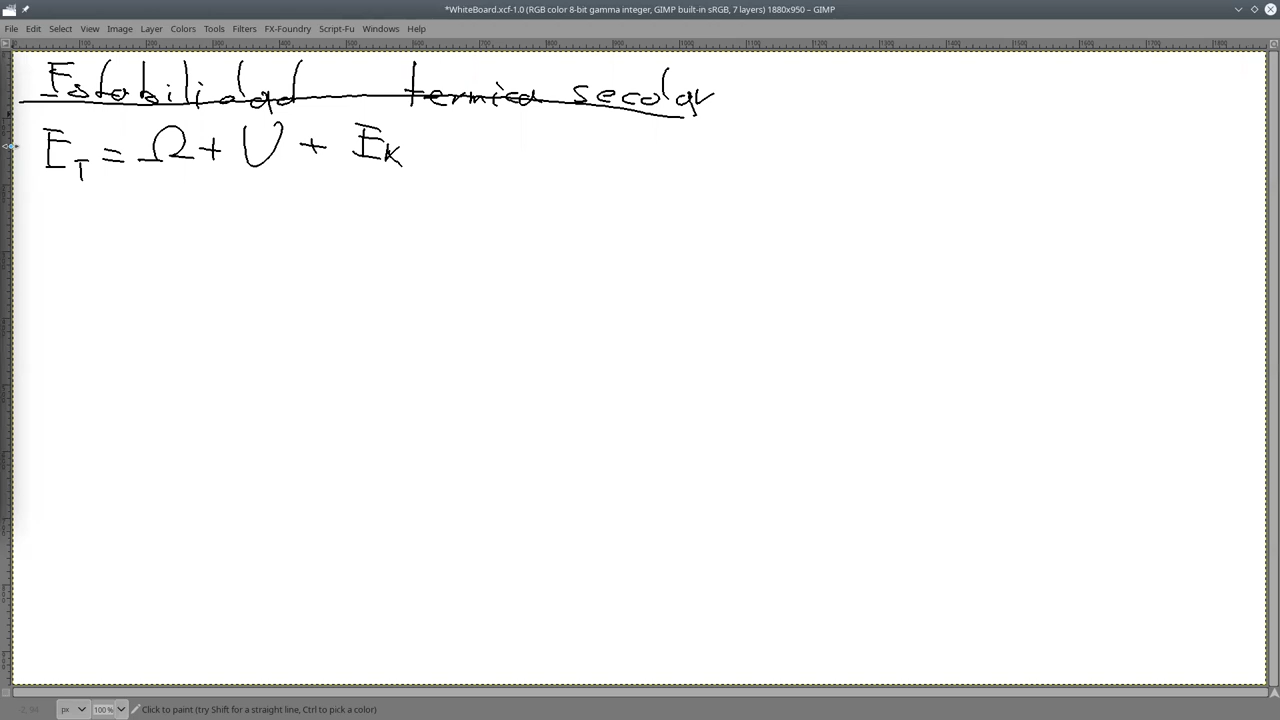 *WhiteBoard.xcf-1.0 (RGB color 8-bit gamma integer, GIMP built-in sRGB, 7 layers) 1880x950 – GIMP
File Edit Select View Image Layer Colors Tools Filters FX-Foundry Script-Fu Windows Help
Estabilidad termica secolar
E_T = Ω + U + E_K
px 100% Click to paint (try Shift for a straight line, Ctrl to pick a color)